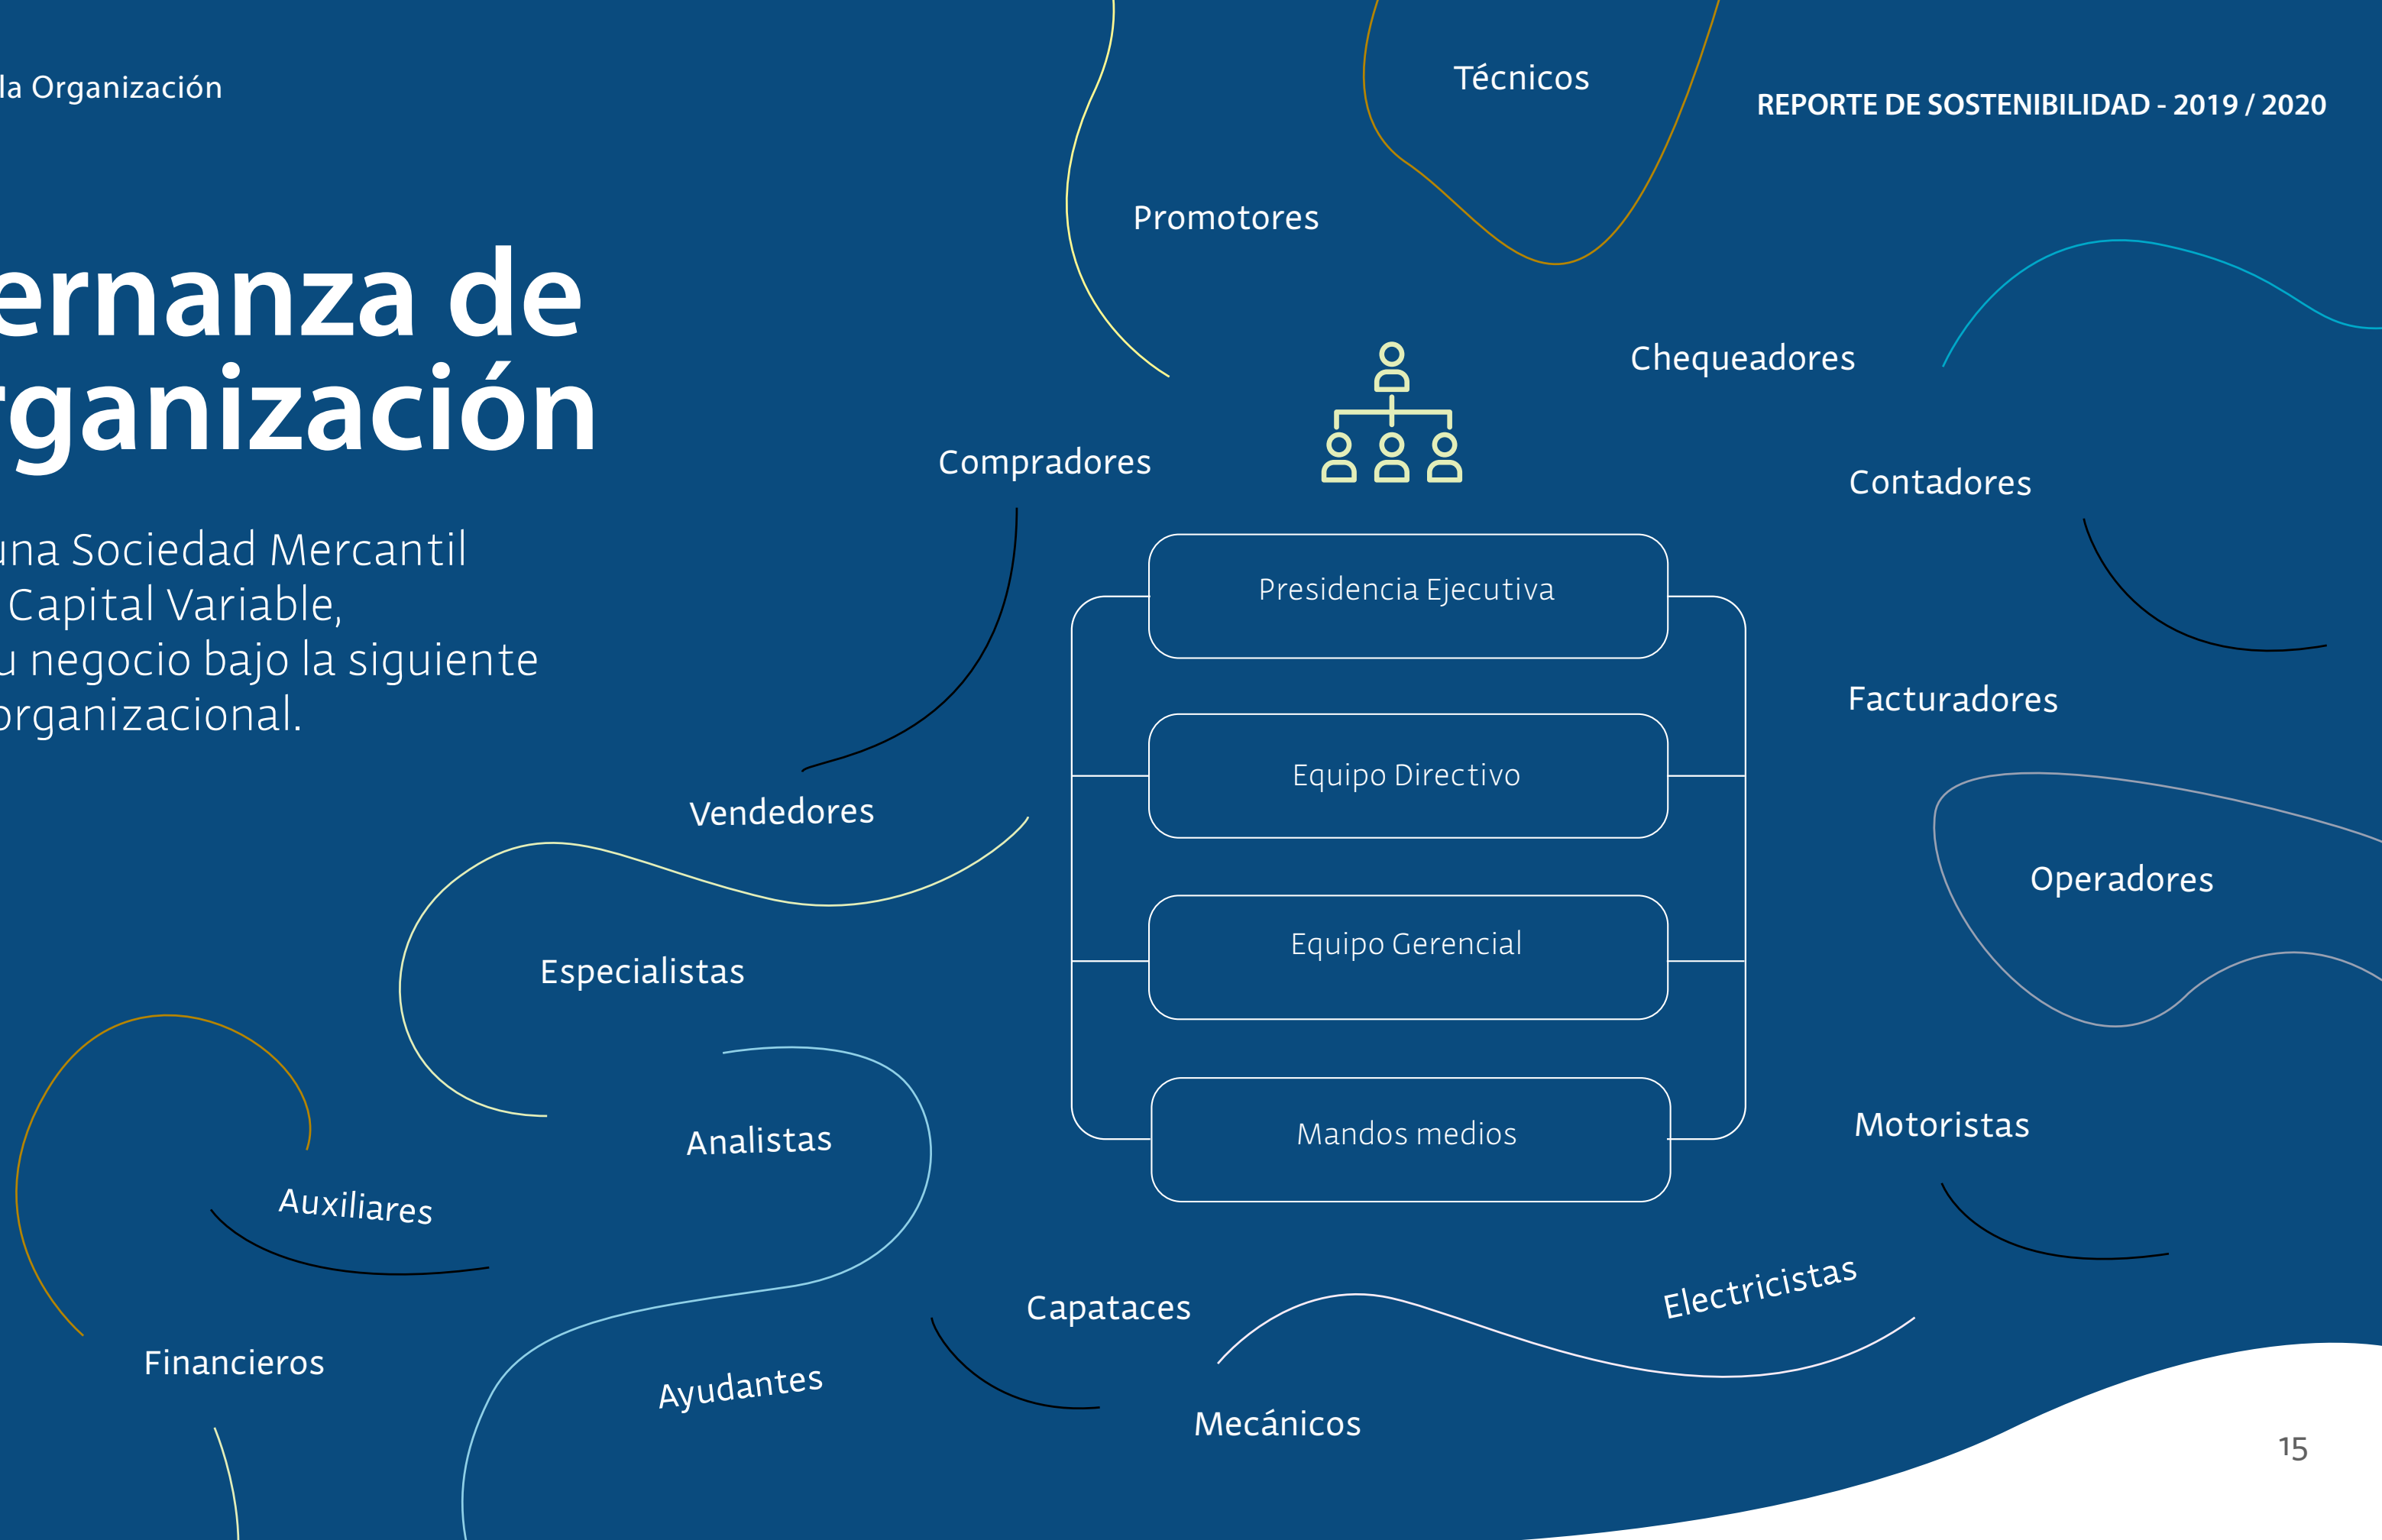 la Organización
REPORTE DE SOSTENIBILIDAD - 2019 / 2020
ernanza de
rganización
una Sociedad Mercantil
Capital Variable,
u negocio bajo la siguiente
organizacional.
Técnicos
Promotores
Chequeadores
Compradores
Contadores
Presidencia Ejecutiva
Facturadores
Equipo Directivo
Vendedores
Operadores
Equipo Gerencial
Especialistas
Mandos medios
Motoristas
Analistas
Auxiliares
Electricistas
Capataces
Financieros
Ayudantes
Mecánicos
15